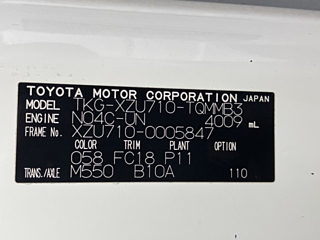 TOYOTA MOTOR CORPORATION JAPAN
MODEL TKG-XZU710-TQMMB3
ENGINE N04C-UN 4009 mL
FRAME No. XZU710-0005847
COLOR TRIM PLANT OPTION
058 FC18 P11
TRANS./AXLE M550 B10A 110